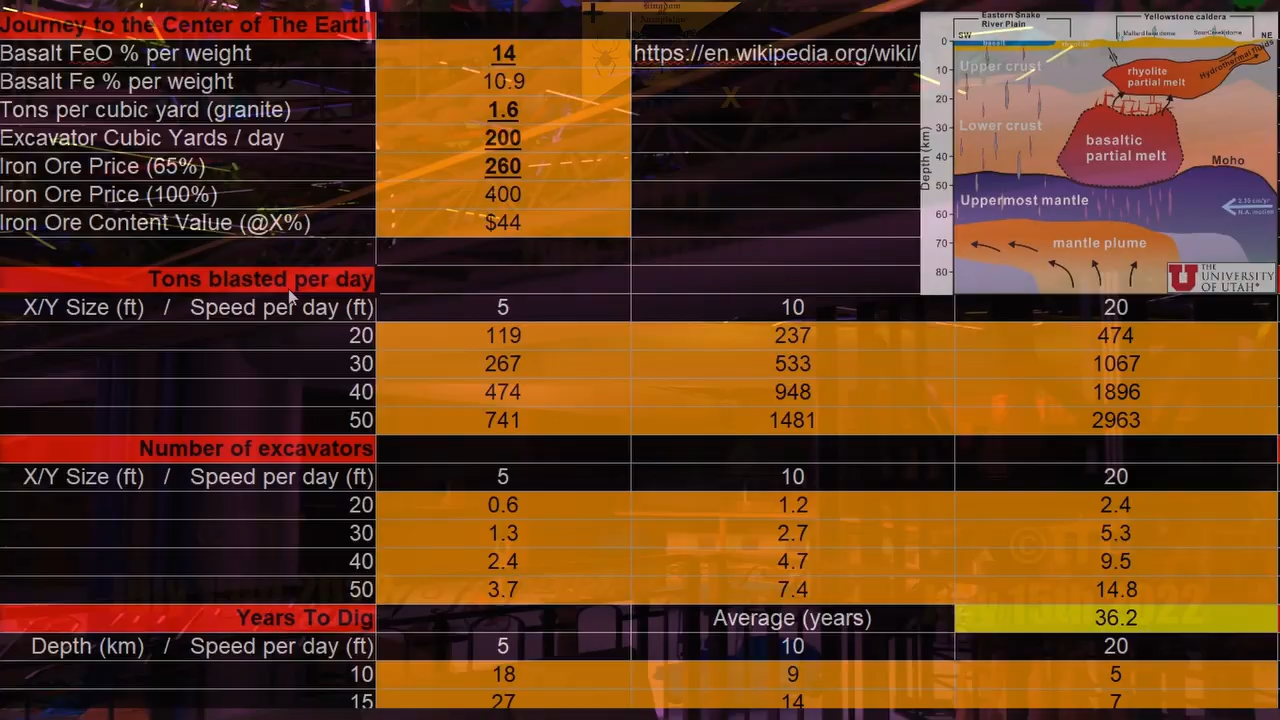 Kingdom
Journey to the Center of The Earth
Basalt FeO % per weight 14 https://en.wikipedia.org/wiki/
Basalt Fe % per weight 10.9
Tons per cubic yard (granite) 1.6
Excavator Cubic Yards / day 200
Iron Ore Price (65%) 260
Iron Ore Price (100%) 400
Iron Ore Content Value (@X%) $44
X
Eastern Snake
River Plain
Yellowstone caldera
SW
Mallard lake dome
NE
basalt
rhyolite
Upper crust
Hydrothermal fluids
rhyolite
partial melt
Lower crust
basaltic
partial melt
Moho
Uppermost mantle
mantle plume
Depth (km)
0
10
20
30
40
50
60
70
80
U THE
UNIVERSITY
OF UTAH
Tons blasted per day
X/Y Size (ft) / Speed per day (ft) 5 10 20
20 119 237 474
30 267 533 1067
40 474 948 1896
50 741 1481 2963
Number of excavators
X/Y Size (ft) / Speed per day (ft) 5 10 20
20 0.6 1.2 2.4
30 1.3 2.7 5.3
40 2.4 4.7 9.5
50 3.7 7.4 14.8
Years To Dig Average (years) 36.2
Depth (km) / Speed per day (ft) 5 10 20
10 18 9 5
15 27 14 7